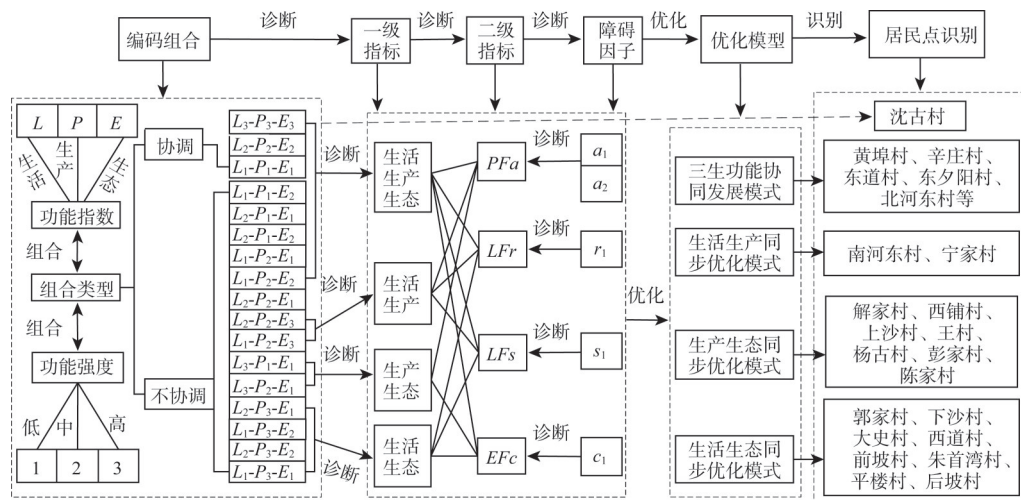 编码组合
诊断
一级
指标
诊断
二级
指标
诊断
障碍
因子
优化
优化模型
识别
居民点识别
L P E
生活
生产
生态
功能指数
组合
组合类型
组合
功能强度
低 中 高
1 2 3
协调
不协调
L₃-P₃-E₃
L₂-P₂-E₂
L₁-P₁-E₁
L₁-P₁-E₂
L₂-P₁-E₁
L₂-P₁-E₂
L₁-P₂-E₁
L₁-P₂-E₂
L₂-P₂-E₁
L₂-P₂-E₃
L₁-P₂-E₃
L₃-P₁-E₁
L₃-P₂-E₁
L₂-P₃-E₁
L₁-P₃-E₂
L₂-P₃-E₂
L₁-P₃-E₁
诊断
诊断
诊断
诊断
生活
生产
生态
生活
生产
生产
生态
生活
生态
PFa
LFr
LFs
EFc
诊断
诊断
诊断
诊断
a₁
a₂
r₁
s₁
c₁
优化
三生功能协
同发展模式
生活生产同
步优化模式
生产生态同
步优化模式
生活生态同
步优化模式
沈古村
黄埠村、辛庄村、
东道村、东夕阳村、
北河东村等
南河东村、宁家村
解家村、西铺村、
上沙村、王村、
杨古村、彭家村、
陈家村
郭家村、下沙村、
大史村、西道村、
前坡村、朱首湾村、
平楼村、后坡村